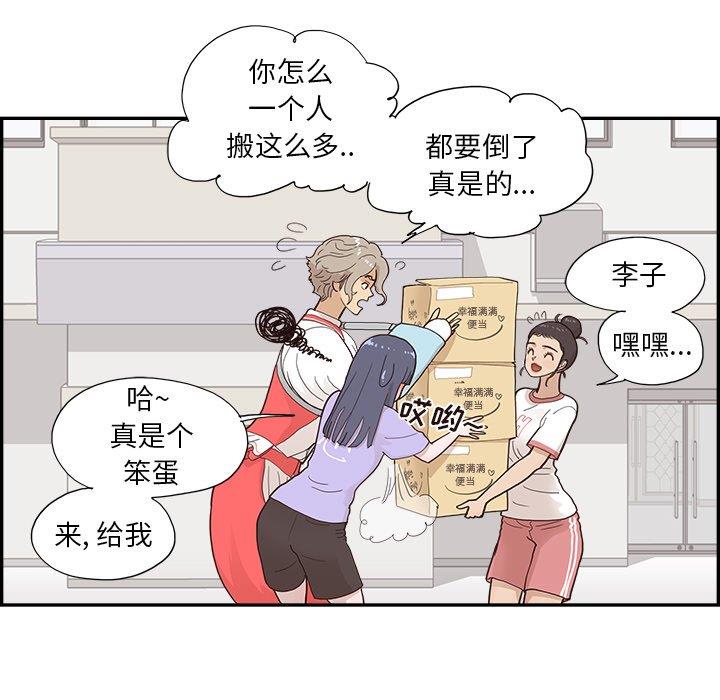 你怎么
一个人
搬这么多..
都要倒了
真是的...
李子
嘿嘿...
幸福满满
便当
幸福满满
便当
幸福满满
便当
哎哟~
哈~
真是个
笨蛋
来, 给我